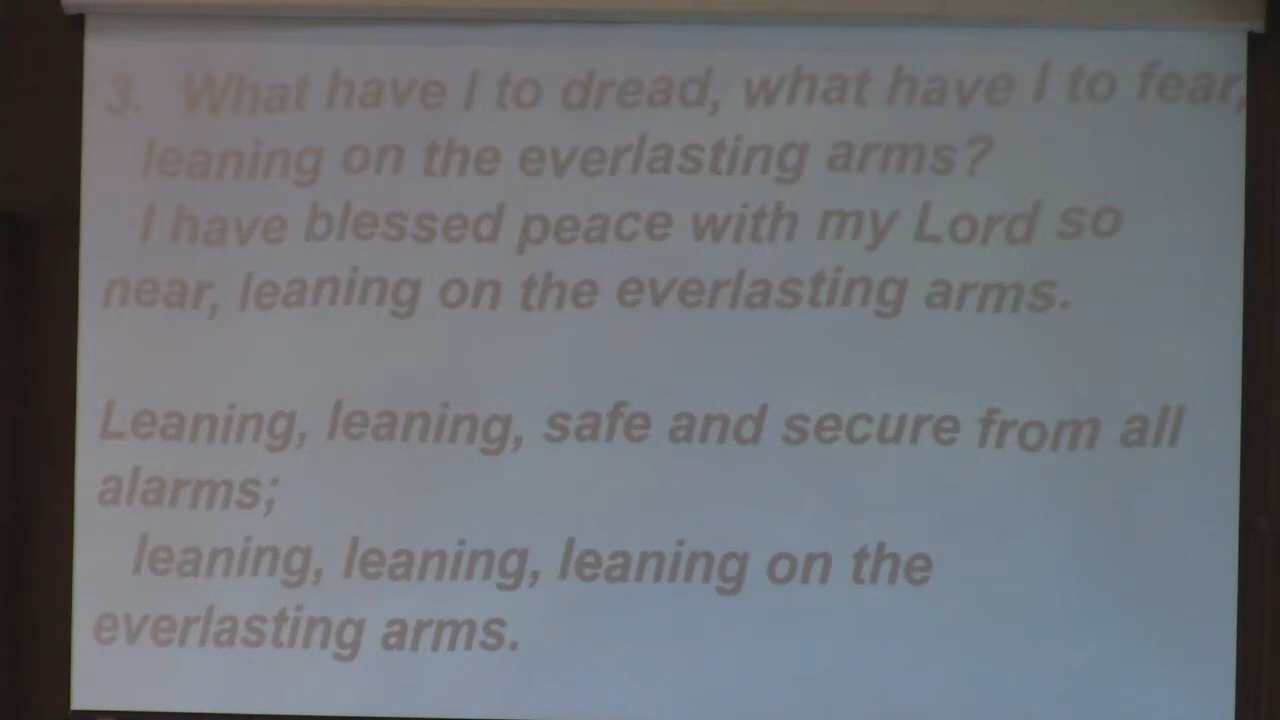 3. What have I to dread, what have I to fear,
leaning on the everlasting arms?
I have blessed peace with my Lord so
near, leaning on the everlasting arms.
Leaning, leaning, safe and secure from all
alarms;
leaning, leaning, leaning on the
everlasting arms.